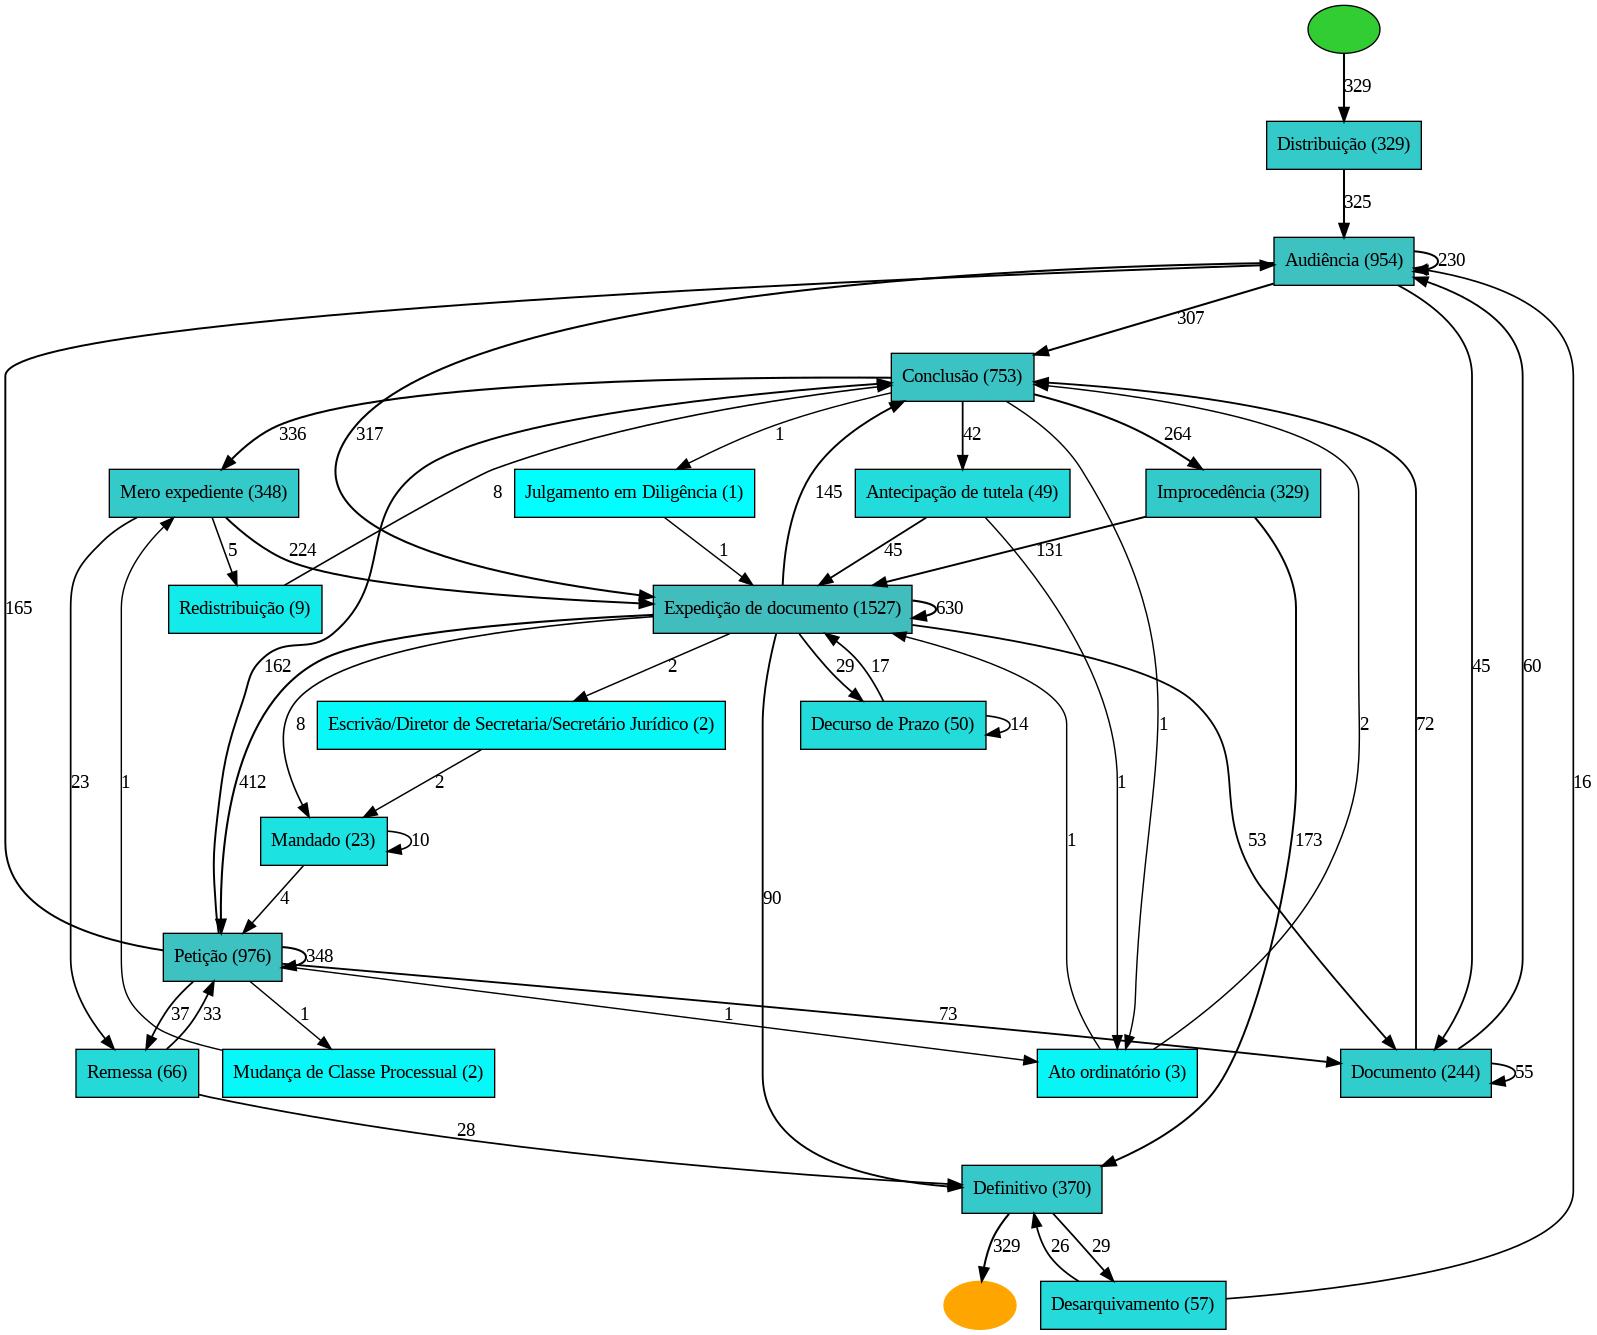 329
Distribuição (329)
325
Audiência (954)
230
307
Conclusão (753)
336
317
1
42
264
Mero expediente (348)
8
Julgamento em Diligência (1)
Antecipação de tutela (49)
Improcedência (329)
145
5
224
1
45
131
165
Redistribuição (9)
Expedição de documento (1527)
630
162
2
29
17
45
60
8
Escrivão/Diretor de Secretaria/Secretário Jurídico (2)
Decurso de Prazo (50)
14
1
2
72
23
1
412
2
1
16
Mandado (23)
10
1
53
173
4
90
Petição (976)
348
37
33
1
1
73
Remessa (66)
Mudança de Classe Processual (2)
Ato ordinatório (3)
Documento (244)
55
28
Definitivo (370)
329
26
29
Desarquivamento (57)